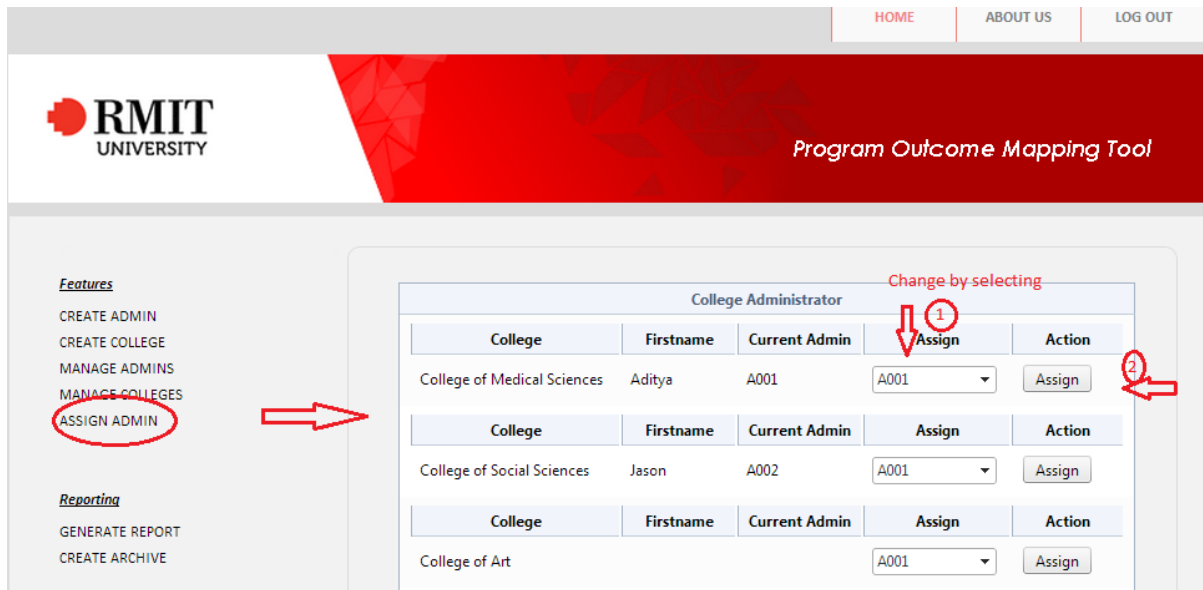 HOME ABOUT US LOG OUT
RMIT
UNIVERSITY
Program Outcome Mapping Tool
Features
CREATE ADMIN
CREATE COLLEGE
MANAGE ADMINS
MANAGE COLLEGES
ASSIGN ADMIN
Reporting
GENERATE REPORT
CREATE ARCHIVE
Change by selecting
College Administrator
1
College Firstname Current Admin Assign Action
2
College of Medical Sciences Aditya A001 A001 Assign
College Firstname Current Admin Assign Action
College of Social Sciences Jason A002 A001 Assign
College Firstname Current Admin Assign Action
College of Art A001 Assign